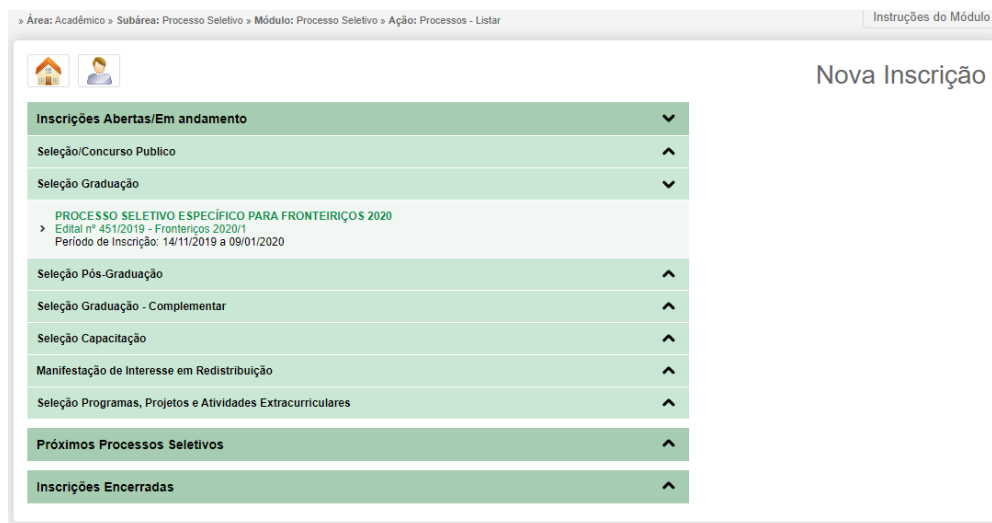 » Área: Acadêmico » Subárea: Processo Seletivo » Módulo: Processo Seletivo » Ação: Processos - Listar
Instruções do Módulo
Nova Inscrição
Inscrições Abertas/Em andamento
Seleção/Concurso Publico
Seleção Graduação
PROCESSO SELETIVO ESPECÍFICO PARA FRONTEIRIÇOS 2020
Edital nº 451/2019 - Fronteriços 2020/1
Período de Inscrição: 14/11/2019 a 09/01/2020
Seleção Pós-Graduação
Seleção Graduação - Complementar
Seleção Capacitação
Manifestação de Interesse em Redistribuição
Seleção Programas, Projetos e Atividades Extracurriculares
Próximos Processos Seletivos
Inscrições Encerradas